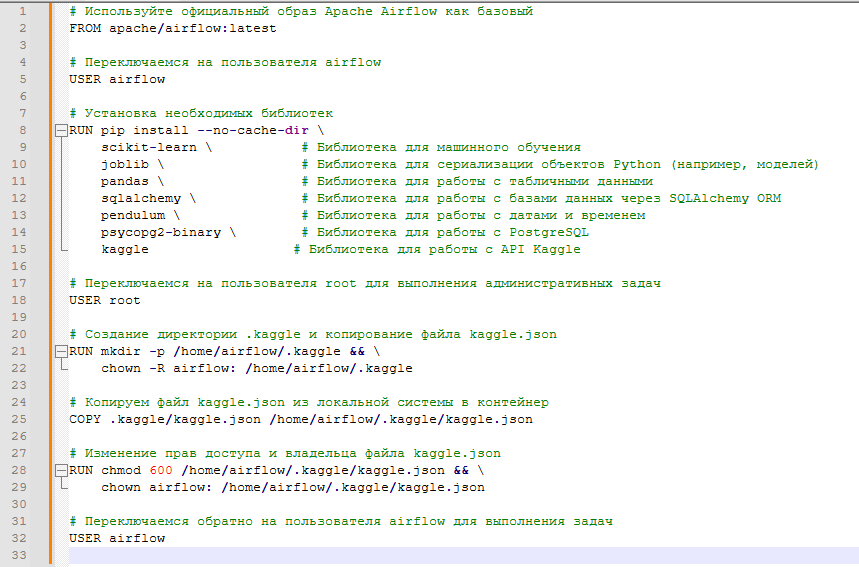 1 # Используйте официальный образ Apache Airflow как базовый
2 FROM apache/airflow:latest
3
4 # Переключаемся на пользователя airflow
5 USER airflow
6
7 # Установка необходимых библиотек
8 RUN pip install --no-cache-dir \
9     scikit-learn \           # Библиотека для машинного обучения
10     joblib \                 # Библиотека для сериализации объектов Python (например, моделей)
11     pandas \                 # Библиотека для работы с табличными данными
12     sqlalchemy \             # Библиотека для работы с базами данных через SQLAlchemy ORM
13     pendulum \               # Библиотека для работы с датами и временем
14     psycopg2-binary \        # Библиотека для работы с PostgreSQL
15     kaggle                  # Библиотека для работы с API Kaggle
16
17 # Переключаемся на пользователя root для выполнения административных задач
18 USER root
19
20 # Создание директории .kaggle и копирование файла kaggle.json
21 RUN mkdir -p /home/airflow/.kaggle && \
22     chown -R airflow: /home/airflow/.kaggle
23
24 # Копируем файл kaggle.json из локальной системы в контейнер
25 COPY .kaggle/kaggle.json /home/airflow/.kaggle/kaggle.json
26
27 # Изменение прав доступа и владельца файла kaggle.json
28 RUN chmod 600 /home/airflow/.kaggle/kaggle.json && \
29     chown airflow: /home/airflow/.kaggle/kaggle.json
30
31 # Переключаемся обратно на пользователя airflow для выполнения задач
32 USER airflow
33